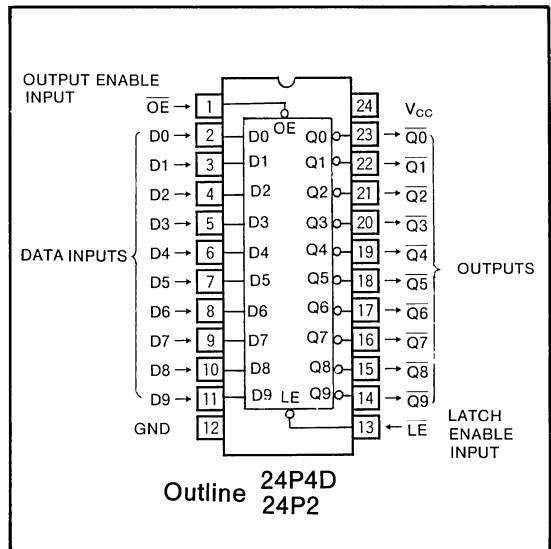 OUTPUT ENABLE
INPUT
OE → 1 OE 24 VCC
D0 → 2 D0 Q0 23 → Q0
D1 → 3 D1 Q1 22 → Q1
D2 → 4 D2 Q2 21 → Q2
D3 → 5 D3 Q3 20 → Q3
D4 → 6 D4 Q4 19 → Q4
DATA INPUTS
D5 → 7 D5 Q5 18 → Q5
OUTPUTS
D6 → 8 D6 Q6 17 → Q6
D7 → 9 D7 Q7 16 → Q7
D8 → 10 D8 Q8 15 → Q8
D9 → 11 D9 LE Q9 14 → Q9
GND 12 13 ← LE
LATCH
ENABLE
INPUT
Outline 24P4D
24P2